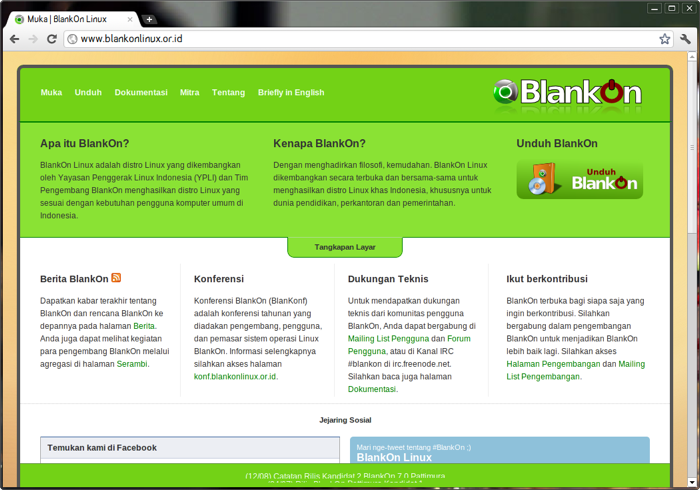 Muka | BlankOn Linux
www.blankonlinux.or.id
Muka Unduh Dokumentasi Mitra Tentang Briefly in English
BlankOn
Apa itu BlankOn?
BlankOn Linux adalah distro Linux yang dikembangkan
oleh Yayasan Penggerak Linux Indonesia (YPLI) dan Tim
Pengembang BlankOn menghasilkan distro Linux yang
sesuai dengan kebutuhan pengguna komputer umum di
Indonesia.
Kenapa BlankOn?
Dengan menghadirkan filosofi, kemudahan. BlankOn Linux
dikembangkan secara terbuka dan bersama-sama untuk
menghasilkan distro Linux khas Indonesia, khususnya untuk
dunia pendidikan, perkantoran dan pemerintahan.
Unduh BlankOn
Unduh
BlankOn
Tangkapan Layar
Berita BlankOn
Dapatkan kabar terakhir tentang
BlankOn dan rencana BlankOn ke
depannya pada halaman Berita.
Anda juga dapat melihat kegiatan
para pengembang BlankOn melalui
agregasi di halaman Serambi.
Konferensi
Konferensi BlankOn (BlanKonf)
adalah konferensi tahunan yang
diadakan pengembang, pengguna,
dan pemasar sistem operasi Linux
BlankOn. Informasi selengkapnya
silahkan akses halaman
konf.blankonlinux.or.id.
Dukungan Teknis
Untuk mendapatkan dukungan
teknis dari komunitas pengguna
BlankOn, Anda dapat bergabung di
Mailing List Pengguna dan Forum
Pengguna, atau di Kanal IRC
#blankon di irc.freenode.net.
Silahkan baca juga halaman
Dokumentasi.
Ikut berkontribusi
BlankOn terbuka bagi siapa saja yang
ingin berkontribusi. Silahkan
bergabung dalam pengembangan
BlankOn untuk menjadikan BlankOn
lebih baik lagi. Silahkan akses
Halaman Pengembangan dan Mailing
List Pengembangan.
Jejaring Sosial
Temukan kami di Facebook
Mari nge-tweet tentang #BlankOn ;)
BlankOn Linux
(12/08) Catatan Rilis Kandidat 2 BlankOn 7.0 Pattimura